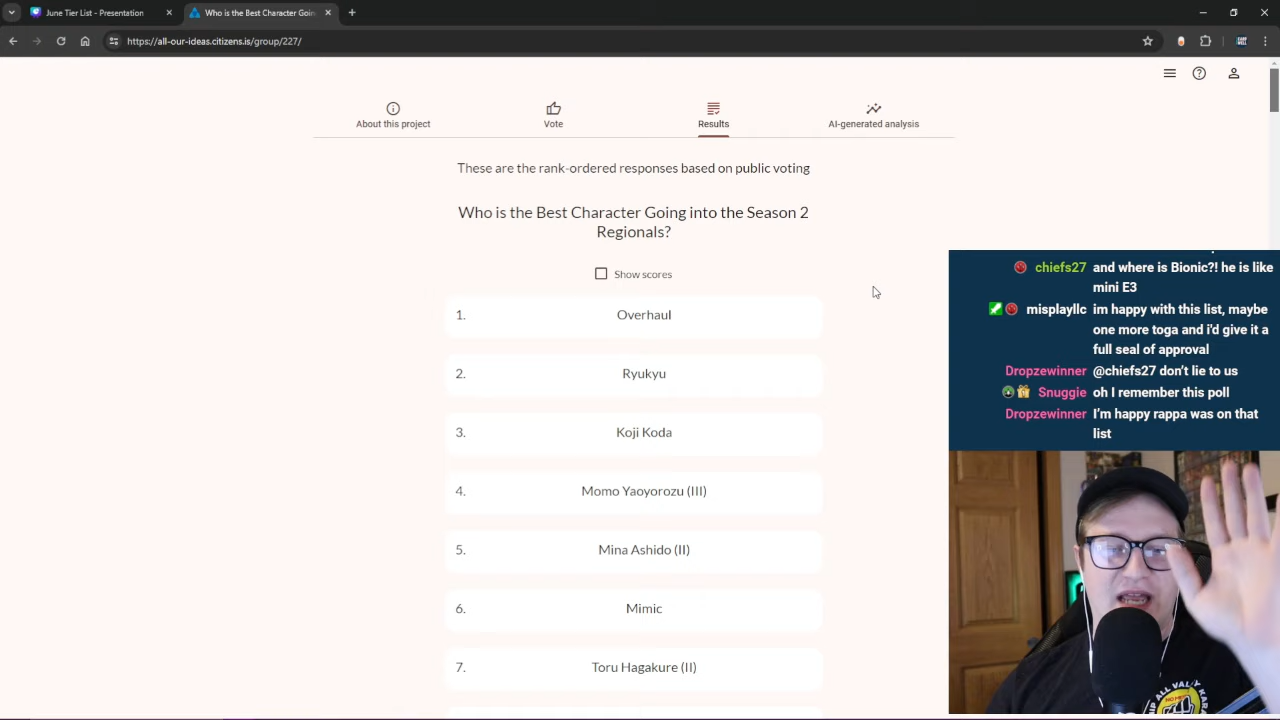 June Tier List - Presentation
Who is the Best Character Goin
https://all-our-ideas.citizens.is/group/227/
About this project
Vote
Results
AI-generated analysis
These are the rank-ordered responses based on public voting
Who is the Best Character Going into the Season 2
Regionals?
Show scores
1. Overhaul
2. Ryukyu
3. Koji Koda
4. Momo Yaoyorozu (III)
5. Mina Ashido (II)
6. Mimic
7. Toru Hagakure (II)
chiefs27 and where is Bionic?! he is like
mini E3
misplayllc im happy with this list, maybe
one more toga and i'd give it a
full seal of approval
Dropzewinner @chiefs27 don't lie to us
Snuggie oh I remember this poll
Dropzewinner I'm happy rappa was on that
list
ALL VALLEY